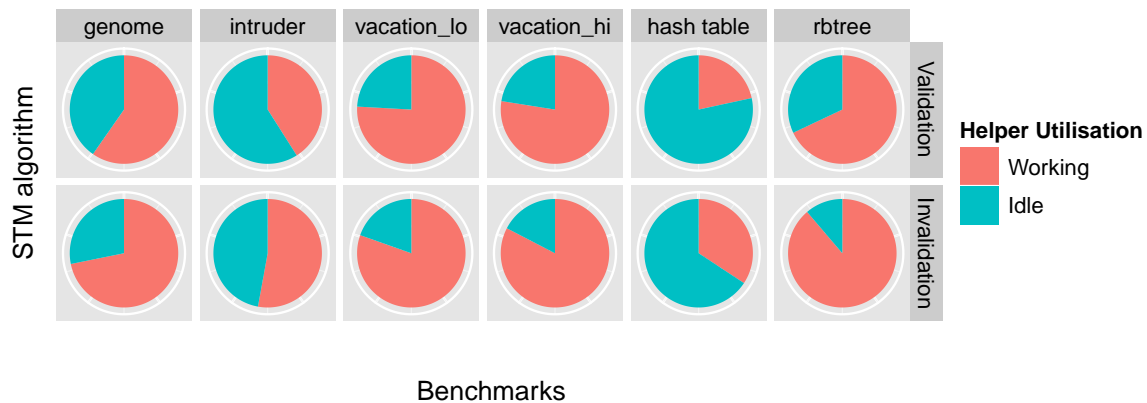 genome
intruder
vacation_lo
vacation_hi
hash table
rbtree
STM algorithm
Validation
Invalidation
Helper Utilisation
Working
Idle
Benchmarks